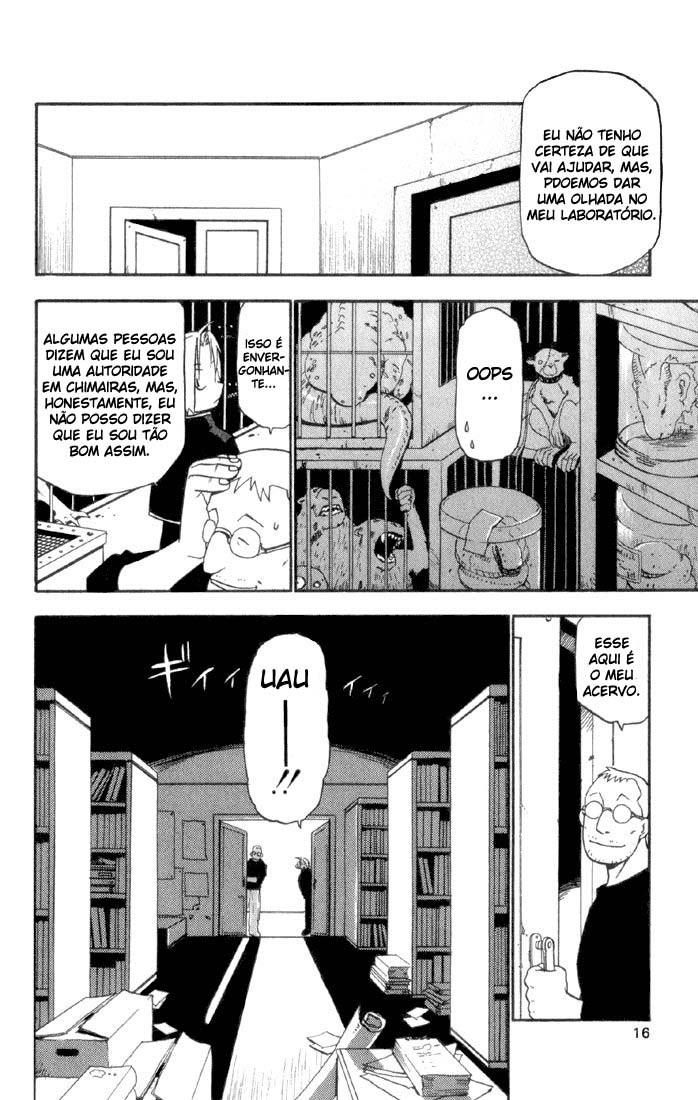 EU NÃO TENHO
CERTEZA DE QUE
VAI AJUDAR, MAS,
PDOEMOS DAR
UMA OLHADA NO
MEU LABORATÓRIO.
OOPS
...
ISSO É
ENVER-
GONHAN-
TE...
ALGUMAS PESSOAS
DIZEM QUE EU SOU
UMA AUTORIDADE
EM CHIMAIRAS, MAS,
HONESTAMENTE, EU
NÃO POSSO DIZER
QUE EU SOU TÃO
BOM ASSIM.
ESSE
AQUI É
O MEU
ACERVO.
UAU
—
!!
ギィィィィ
16